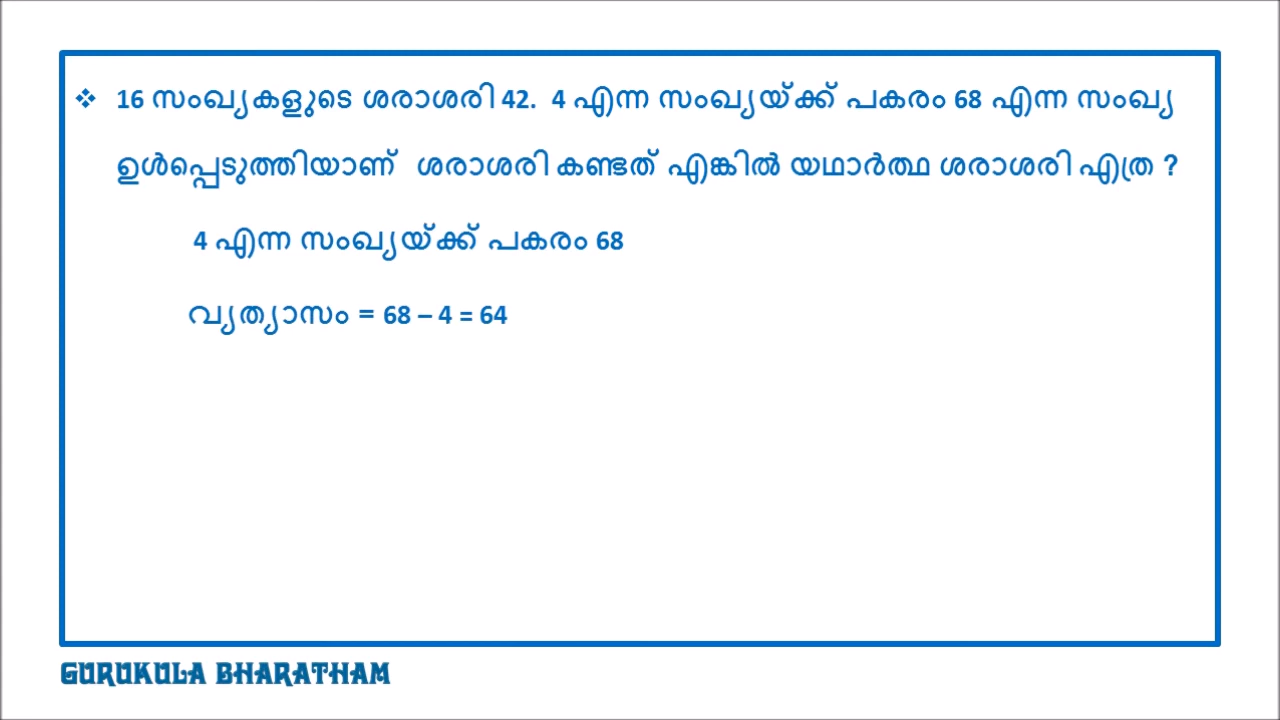 ❖ 16 സംഖ്യകളുടെ ശരാശരി 42. 4 എന്ന സംഖ്യയ്ക്ക് പകരം 68 എന്ന സംഖ്യ
ഉൾപ്പെടുത്തിയാണ് ശരാശരി കണ്ടത് എങ്കിൽ യഥാർത്ഥ ശരാശരി എത്ര ?
4 എന്ന സംഖ്യയ്ക്ക് പകരം 68
വ്യത്യാസം = 68 – 4 = 64
GURUKULA BHARATHAM